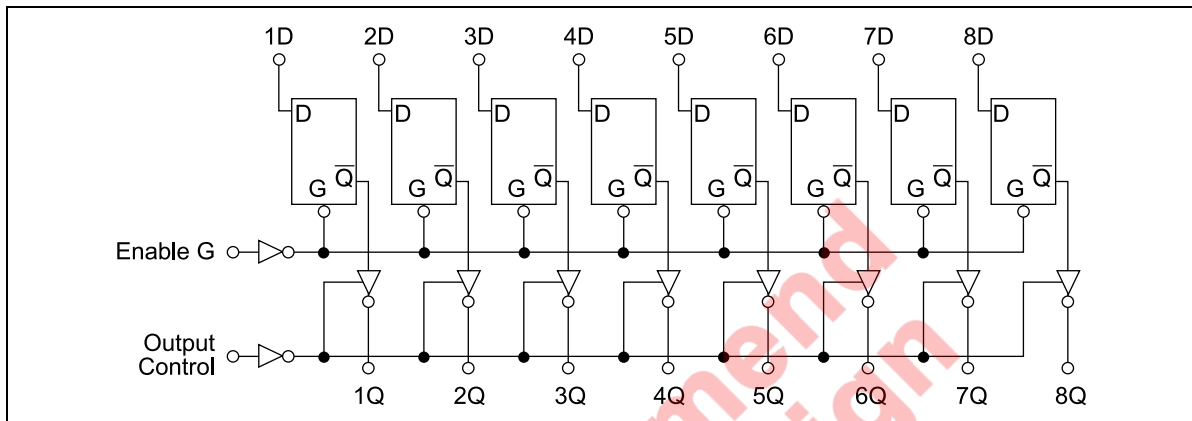 1D 2D 3D 4D 5D 6D 7D 8D
D D D D D D D D
Q̅ Q̅ Q̅ Q̅ Q̅ Q̅ Q̅ Q̅
G G G G G G G G
Enable G
Output
Control
1Q 2Q 3Q 4Q 5Q 6Q 7Q 8Q